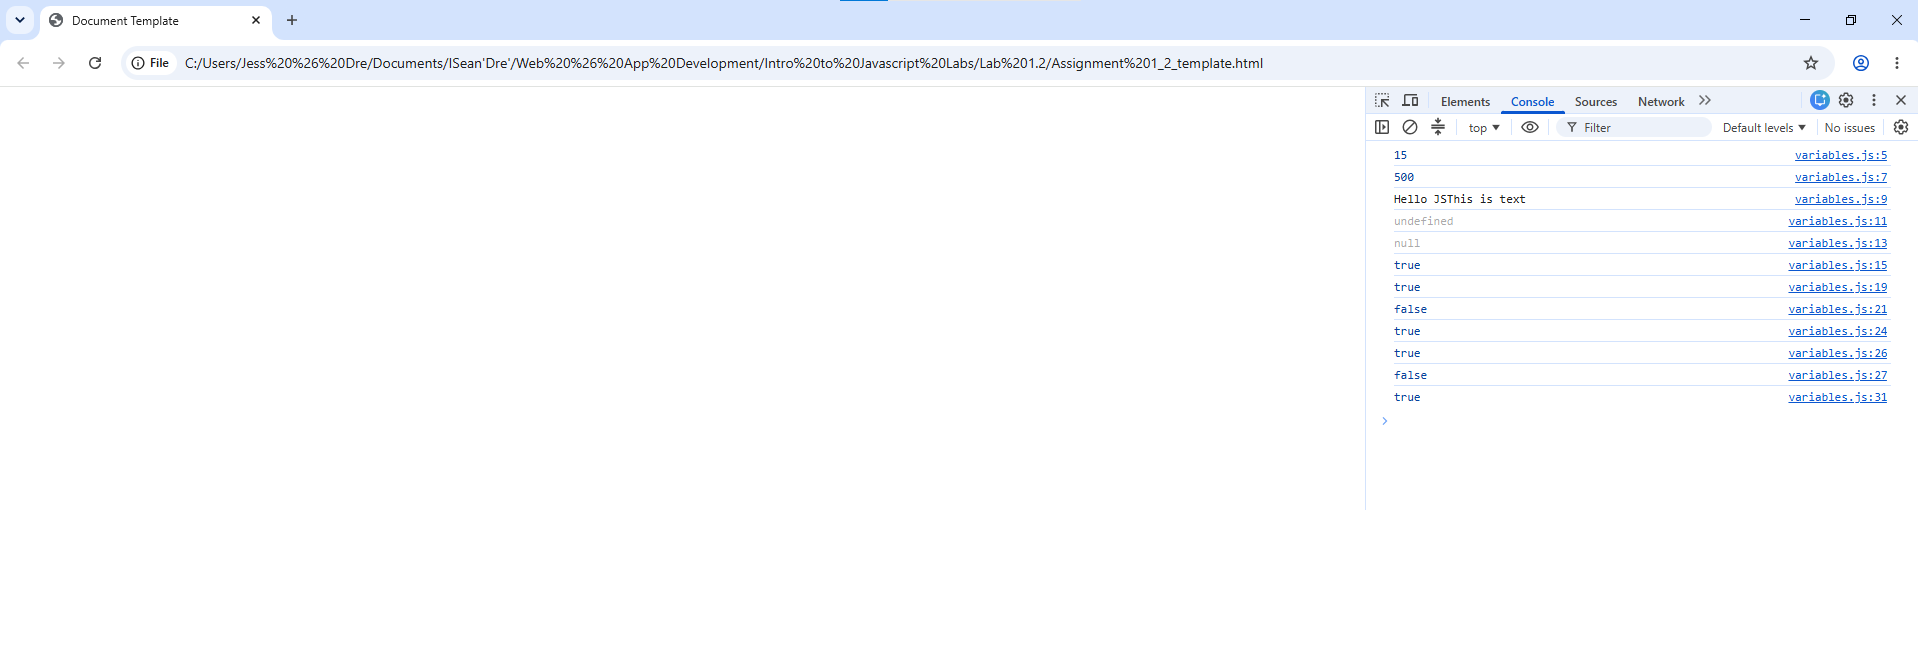 Document Template
File C:/Users/Jess%20%26%20Dre/Documents/ISean'Dre'/Web%20%26%20App%20Development/Intro%20to%20Javascript%20Labs/Lab%201.2/Assignment%201_2_template.html
Elements Console Sources Network
top Filter Default levels No issues
15 variables.js:5
500 variables.js:7
Hello JSThis is text variables.js:9
undefined variables.js:11
null variables.js:13
true variables.js:15
true variables.js:19
false variables.js:21
true variables.js:24
true variables.js:26
false variables.js:27
true variables.js:31